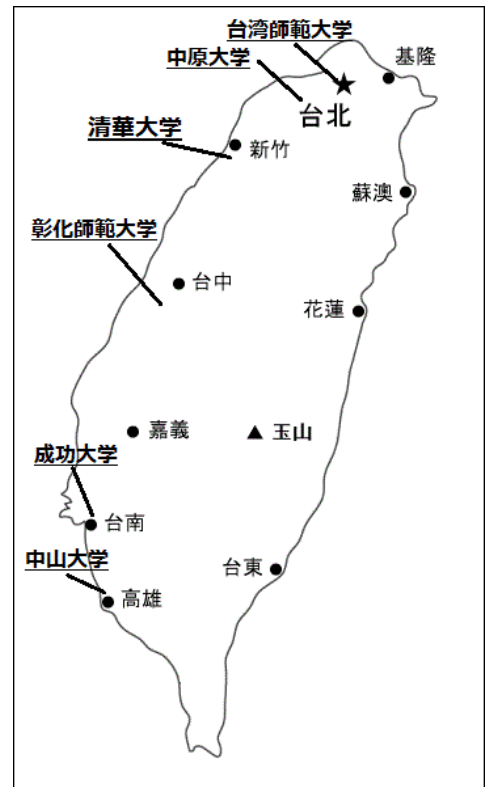 台湾師範大学
中原大学
基隆
台北
清華大学
新竹
蘇澳
彰化師範大学
台中
花蓮
嘉義
玉山
成功大学
台南
中山大学
台東
高雄